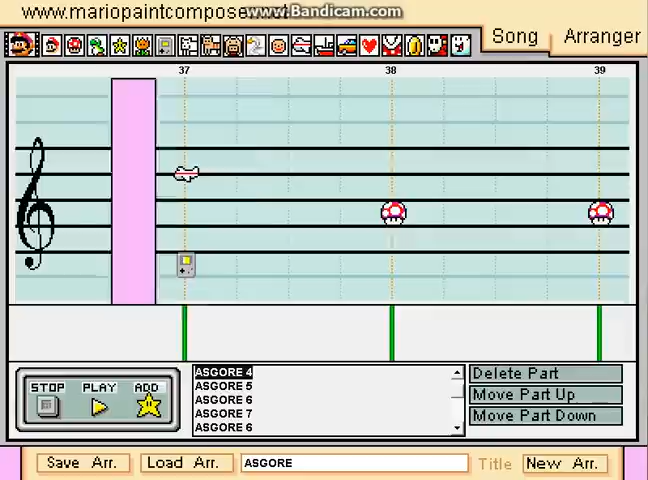 www.mariopaintcompose
www.Bandicam.com
Song
Arranger
37 38 39
STOP PLAY ADD
ASGORE 4
ASGORE 5
ASGORE 6
ASGORE 7
ASGORE 6
Delete Part
Move Part Up
Move Part Down
Save Arr.
Load Arr.
ASGORE
Title
New Arr.